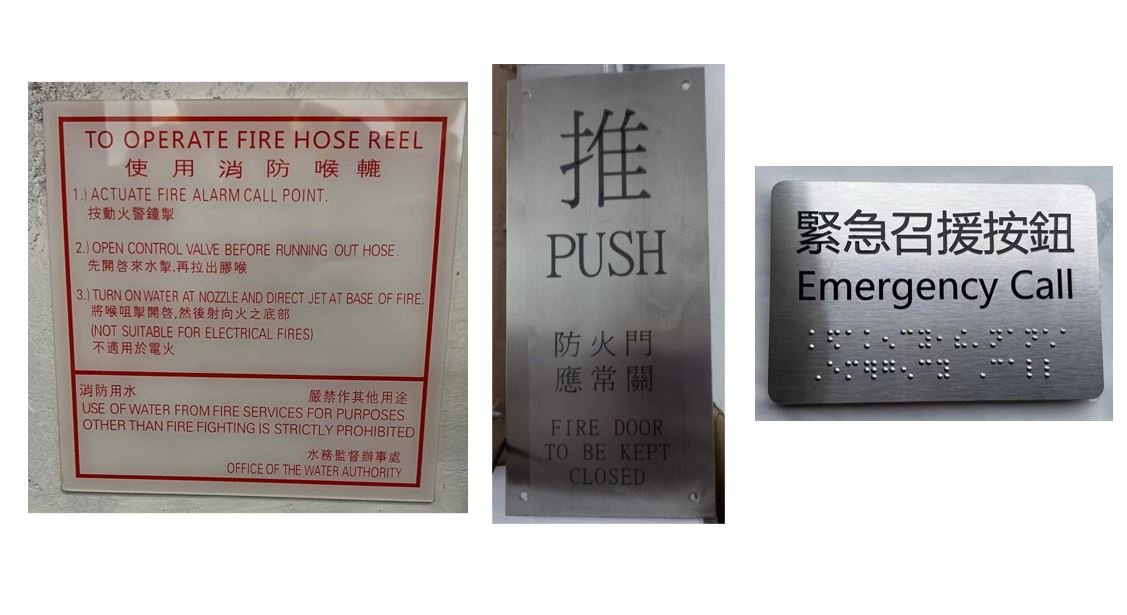 TO OPERATE FIRE HOSE REEL
使用消防喉轆
1.) ACTUATE FIRE ALARM CALL POINT.
按動火警鐘掣
2.) OPEN CONTROL VALVE BEFORE RUNNING OUT HOSE.
先開啓來水掣,再拉出膠喉
3.) TURN ON WATER AT NOZZLE AND DIRECT JET AT BASE OF FIRE.
將喉咀掣開啓,然後射向火之底部
(NOT SUITABLE FOR ELECTRICAL FIRES)
不適用於電火
消防用水 嚴禁作其他用途
USE OF WATER FROM FIRE SERVICES FOR PURPOSES
OTHER THAN FIRE FIGHTING IS STRICTLY PROHIBITED
水務監督辦事處
OFFICE OF THE WATER AUTHORITY
推
PUSH
防火門
應常關
FIRE DOOR
TO BE KEPT
CLOSED
緊急召援按鈕
Emergency Call